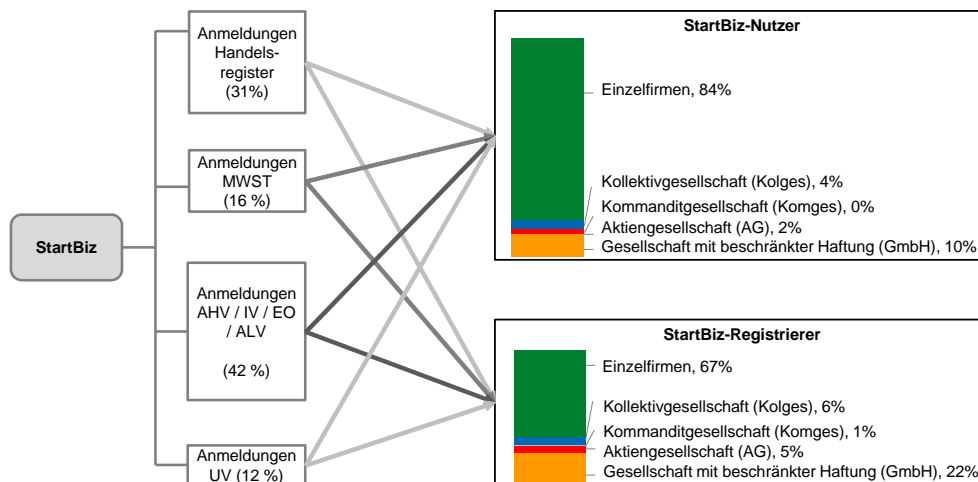 StartBiz
Anmeldungen
Handels-
register
(31%)
Anmeldungen
MWST
(16 %)
Anmeldungen
AHV / IV / EO
/ ALV
(42 %)
Anmeldungen
UV (12 %)
StartBiz-Nutzer
Einzelfirmen, 84%
Kollektivgesellschaft (Kolges), 4%
Kommanditgesellschaft (Komges), 0%
Aktiengesellschaft (AG), 2%
Gesellschaft mit beschränkter Haftung (GmbH), 10%
StartBiz-Registrierer
Einzelfirmen, 67%
Kollektivgesellschaft (Kolges), 6%
Kommanditgesellschaft (Komges), 1%
Aktiengesellschaft (AG), 5%
Gesellschaft mit beschränkter Haftung (GmbH), 22%